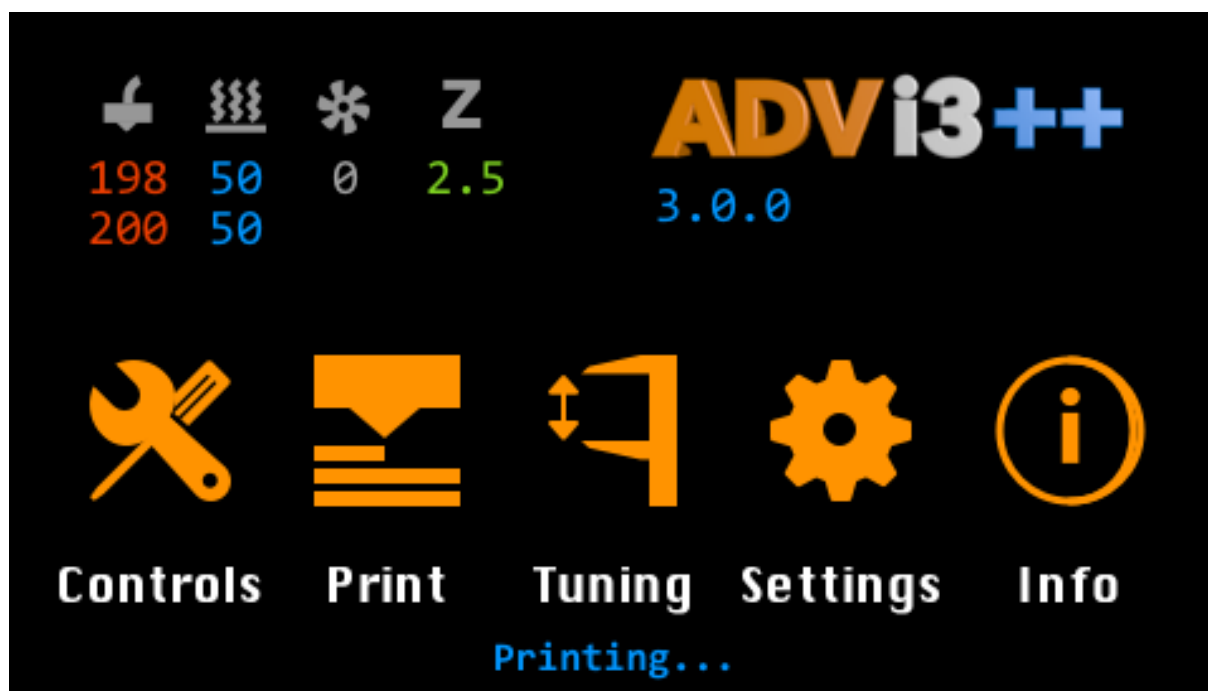 Z
ADVi3++
198 50 0 2.5
200 50
3.0.0
Controls Print Tuning Settings Info
Printing...